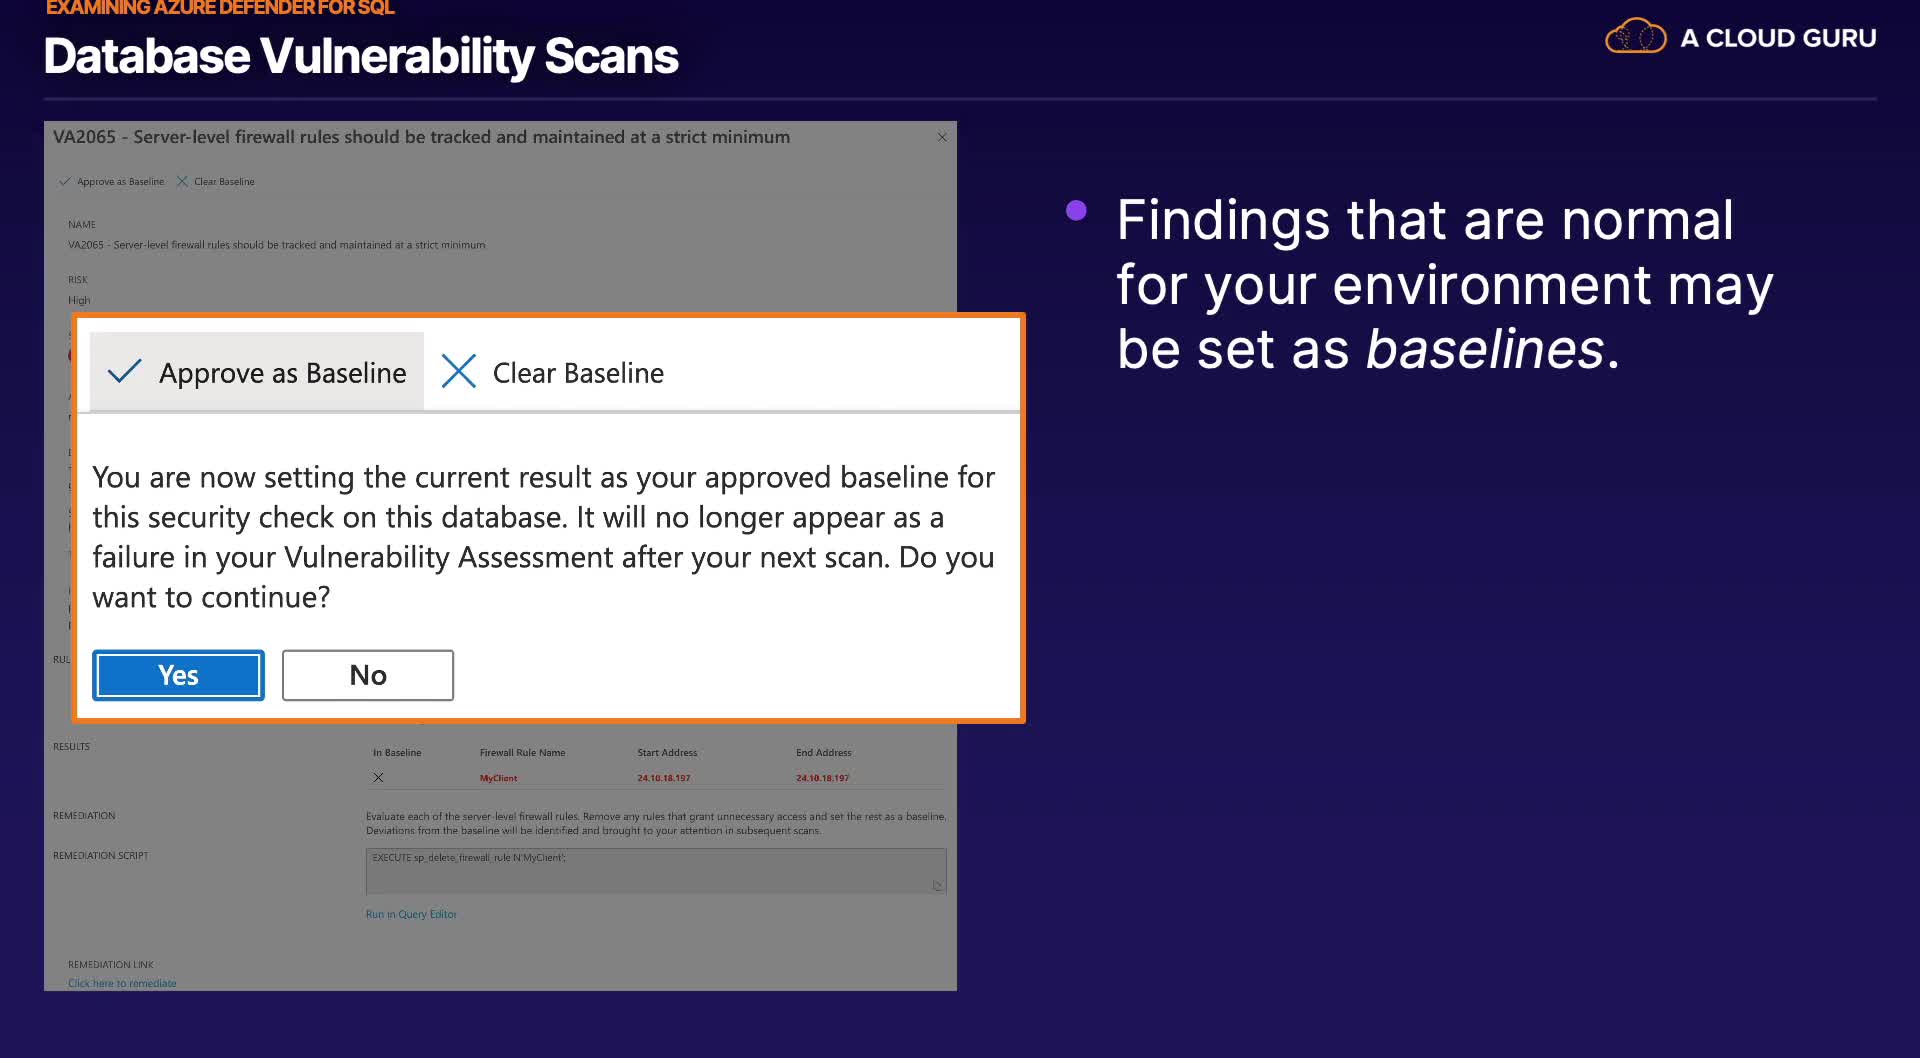 EXAMINING AZURE DEFENDER FOR SQL
Database Vulnerability Scans
A CLOUD GURU
VA2065 - Server-level firewall rules should be tracked and maintained at a strict minimum
Approve as Baseline Clear Baseline
NAME
VA2065 - Server-level firewall rules should be tracked and maintained at a strict minimum
RISK
High
Approve as Baseline Clear Baseline
You are now setting the current result as your approved baseline for
this security check on this database. It will no longer appear as a
failure in your Vulnerability Assessment after your next scan. Do you
want to continue?
Yes No
RESULTS
In Baseline Firewall Rule Name Start Address End Address
MyClient 24.10.18.197 24.10.18.197
REMEDIATION
Evaluate each of the server-level firewall rules. Remove any rules that grant unnecessary access and set the rest as a baseline.
Deviations from the baseline will be identified and brought to your attention in subsequent scans.
REMEDIATION SCRIPT
EXECUTE sp_delete_firewall_rule N'MyClient';
Run in Query Editor
REMEDIATION LINK
Click here to remediate
Findings that are normal
for your environment may
be set as baselines.